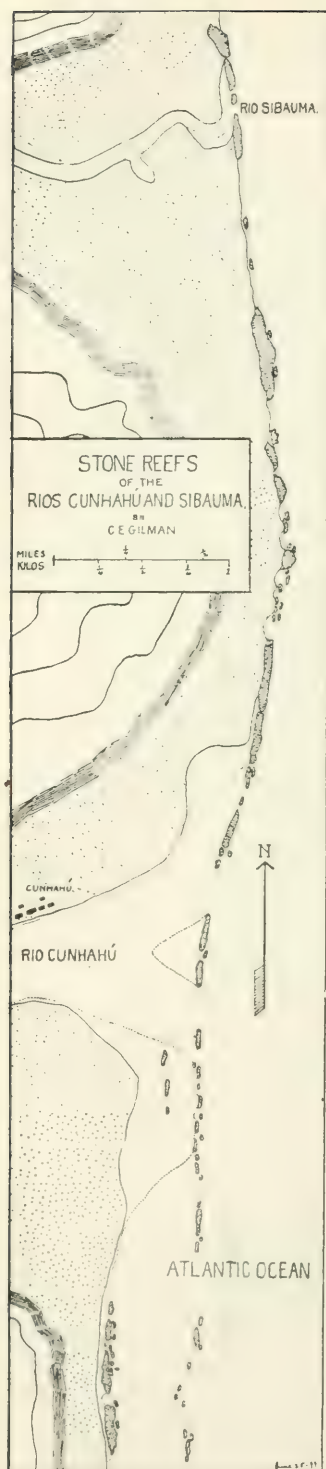 RIO SIBAUMA.
STONE REEFS
OF THE
RIOS CUNHAHÚ AND SIBAUMA.
BY
C E GILMAN
MILES
KILOS
N
CUNHAHÚ.
RIO CUNHAHÚ
ATLANTIC OCEAN